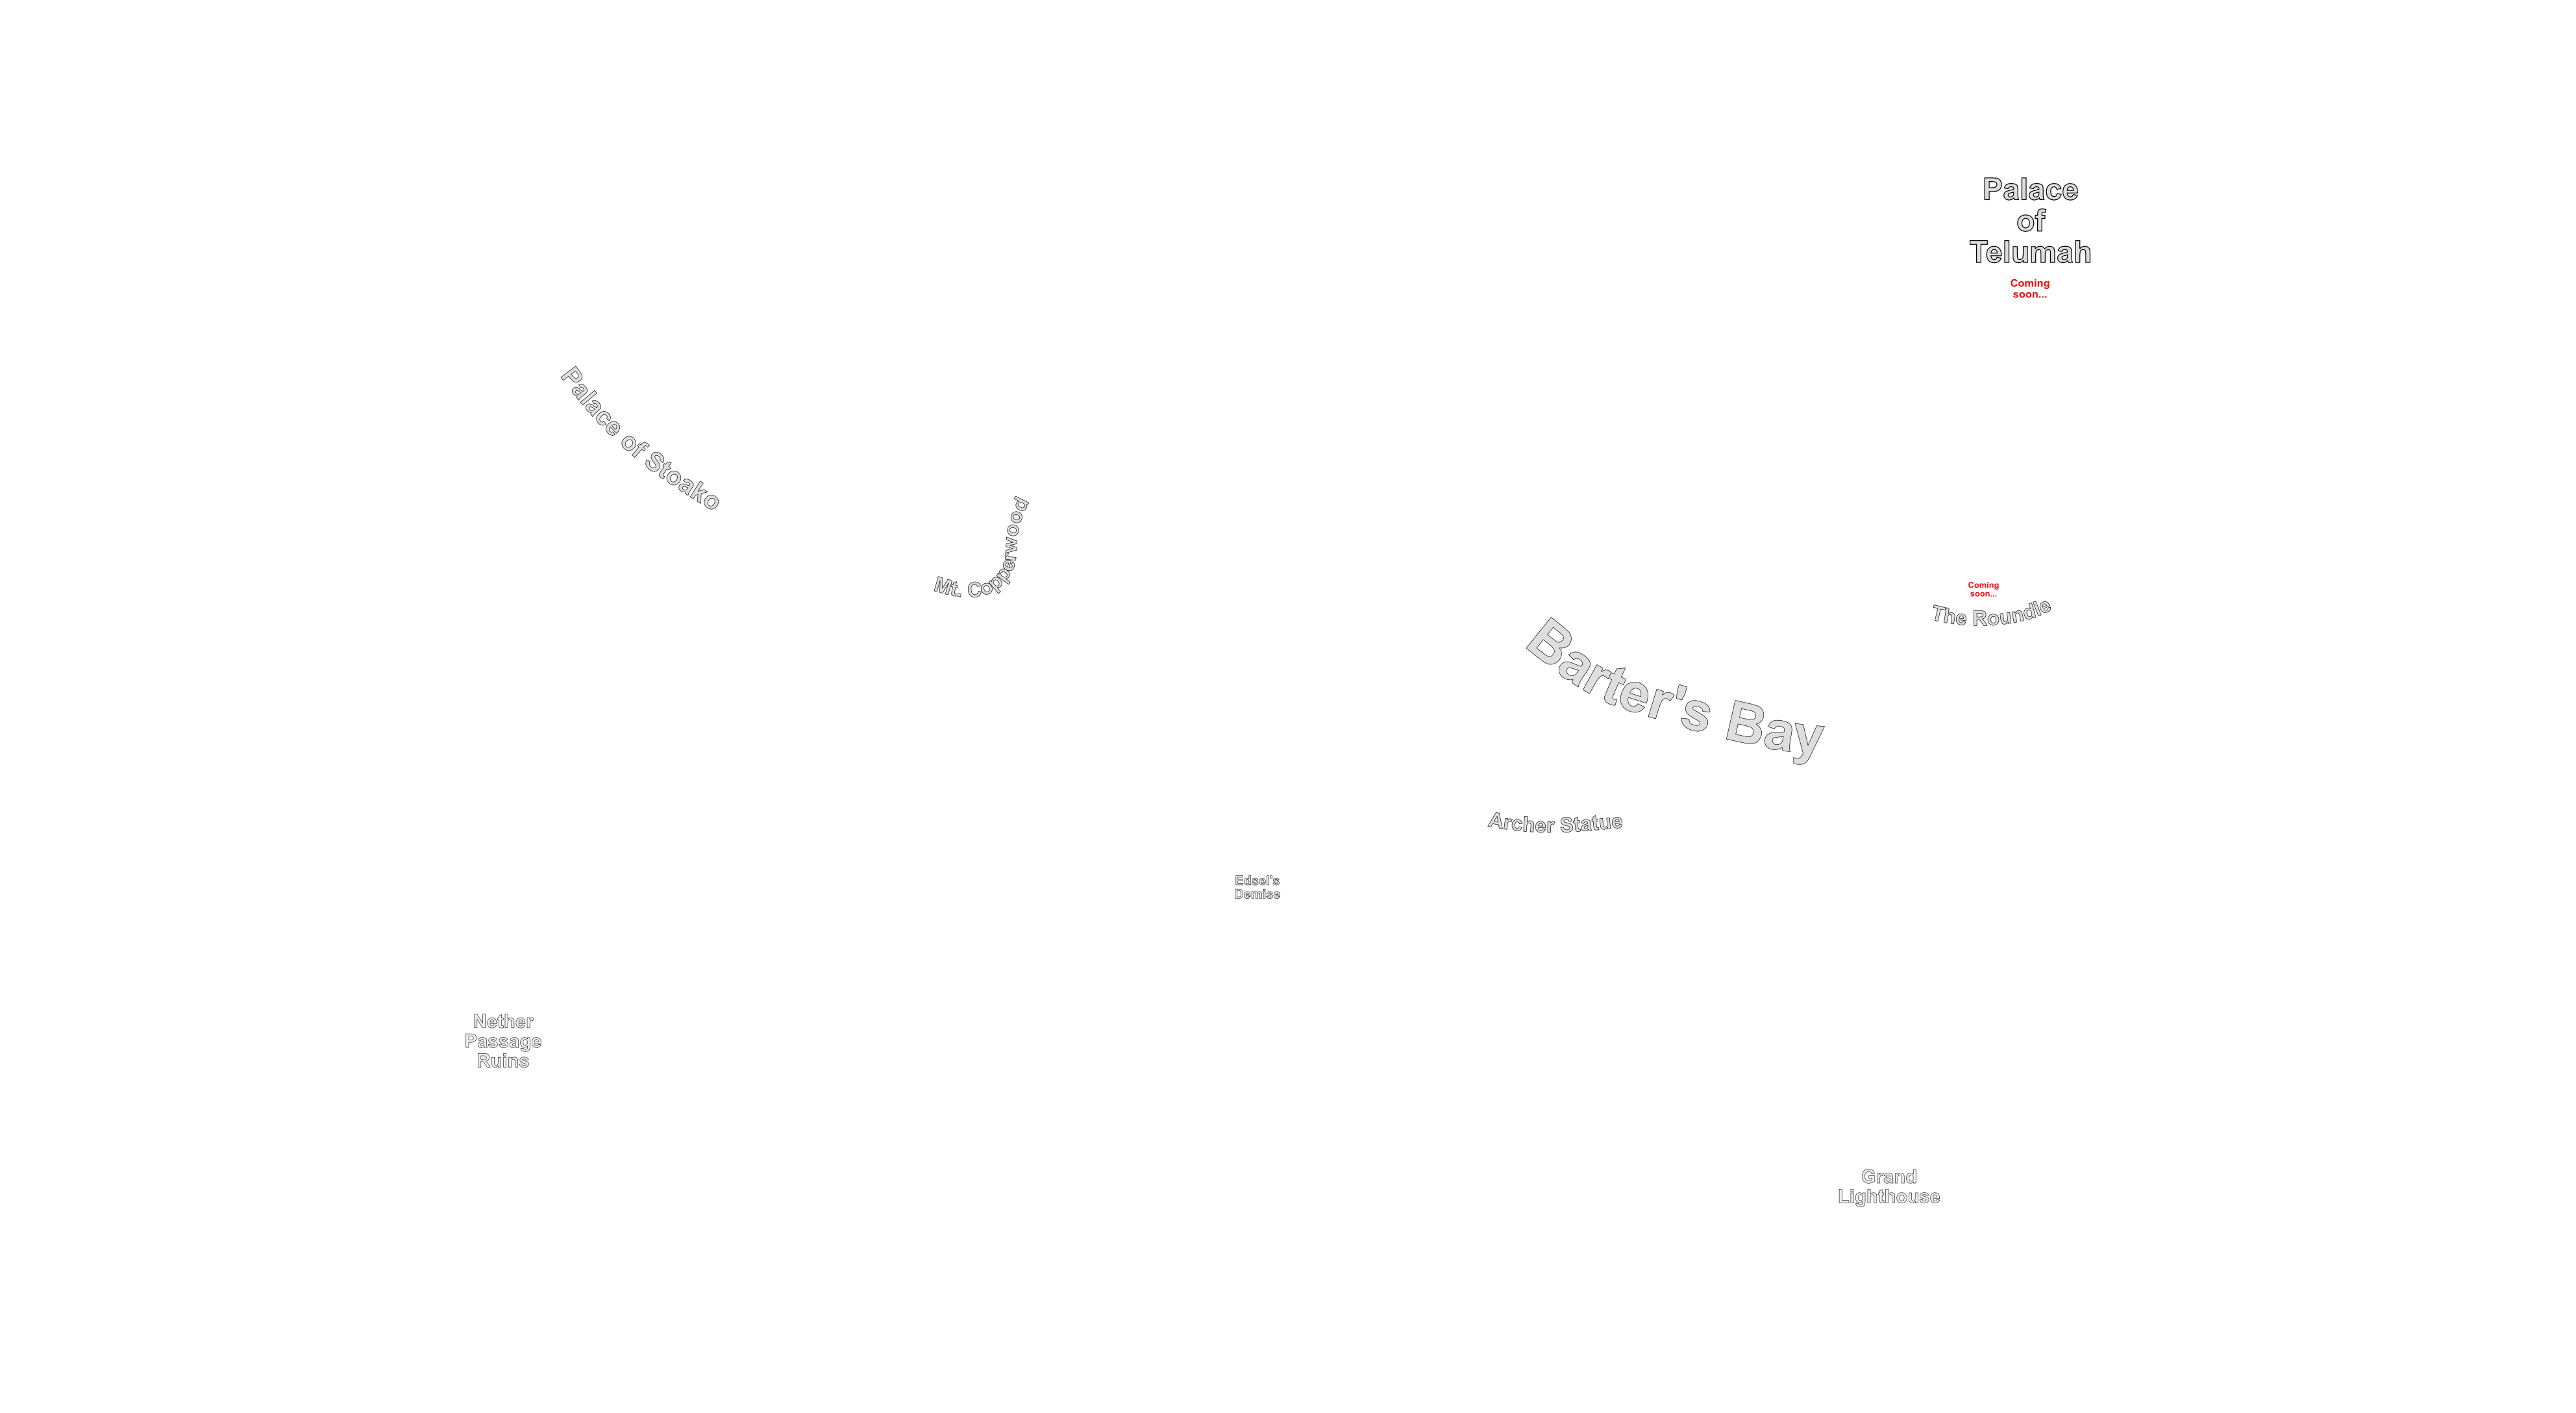 Palace
of
Telumah
Coming
soon...
Palace of Stoako
Mt. Copperwood
Coming
soon...
The Roundle
Barter's Bay
Archer Statue
Edsel's
Demise
Nether
Passage
Ruins
Grand
Lighthouse